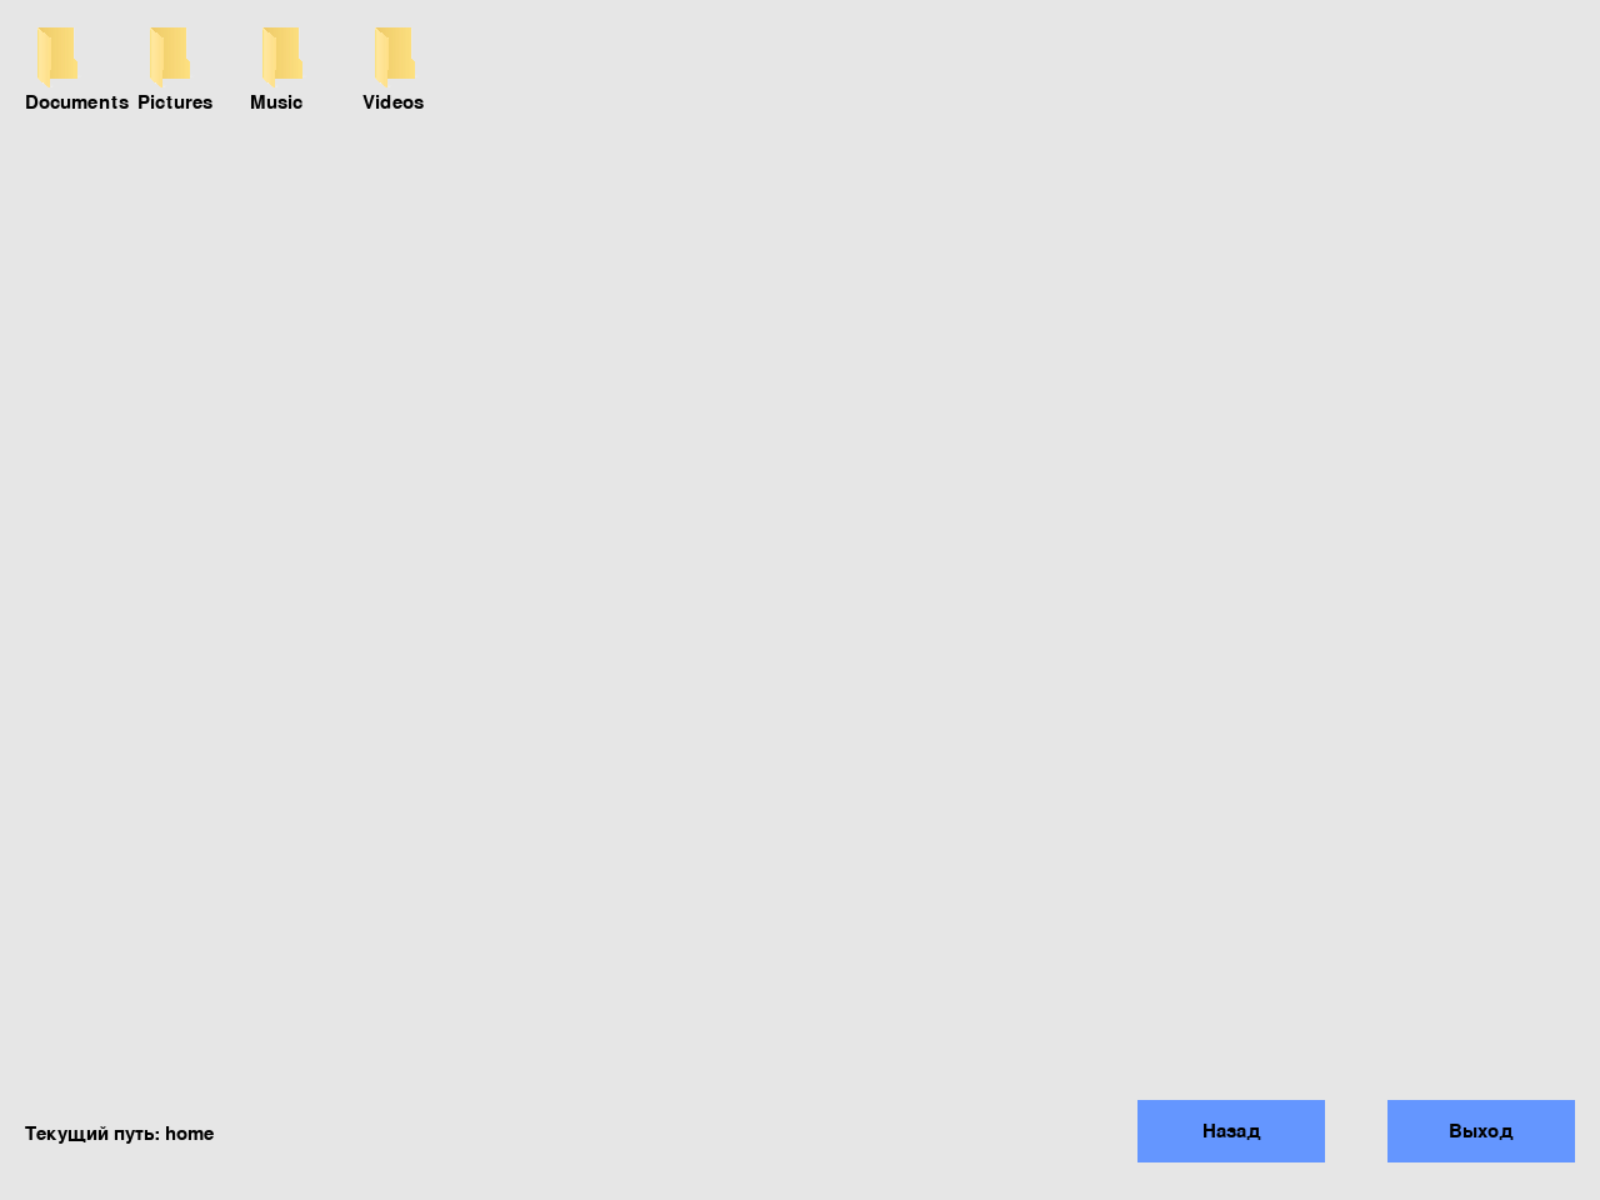 Documents Pictures Music Videos
Текущий путь: home
Назад
Выход